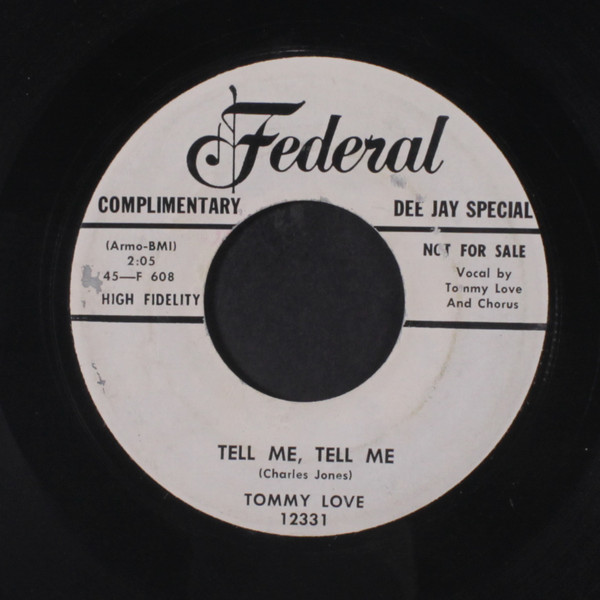 Federal
COMPLIMENTARY
DEE JAY SPECIAL
(Armo-BMI)
2:05
45—F 608
HIGH FIDELITY
NOT FOR SALE
Vocal by
Tommy Love
And Chorus
TELL ME, TELL ME
(Charles Jones)
TOMMY LOVE
12331